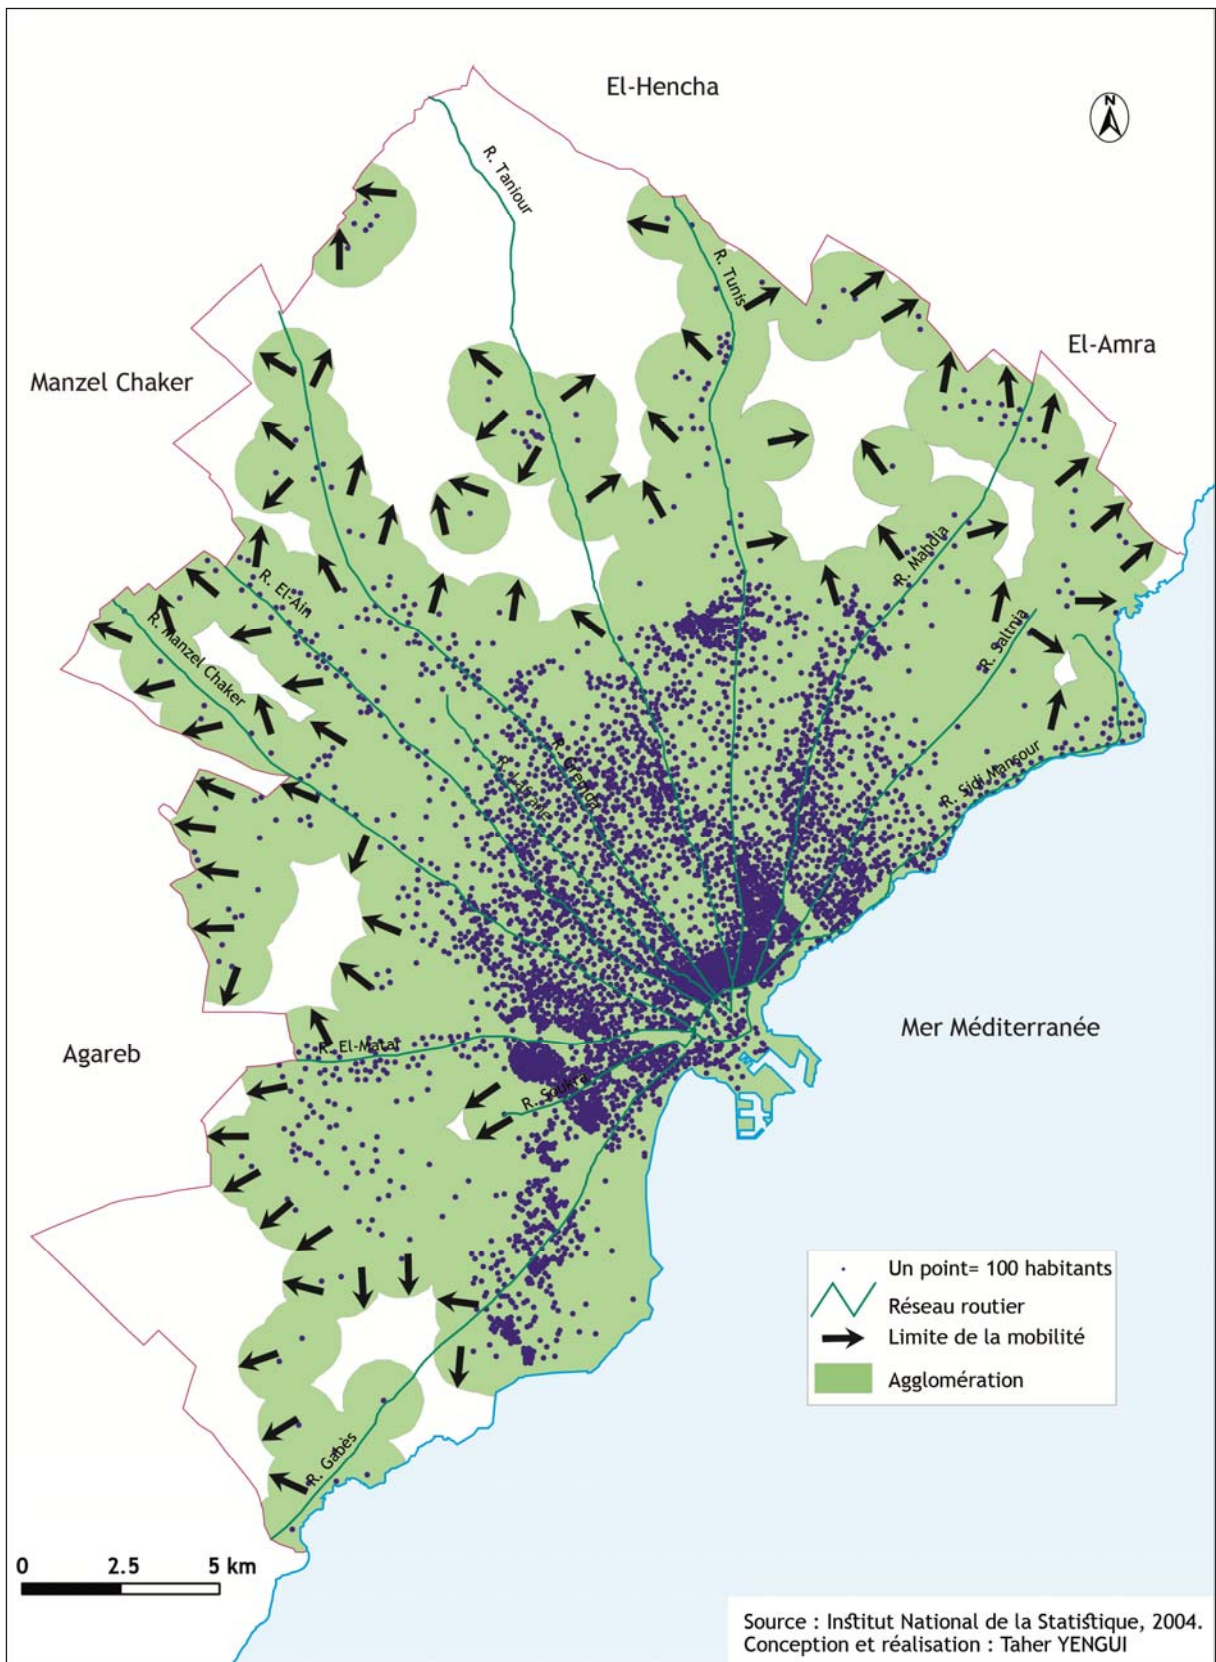 El-Hencha
N
R. Taniour
R. Tunis
El-Amra
Manzel Chaker
R. Mahdia
R. El-Ain
R. Manzel Chaker
R. Saltnia
R. Gremda
R. Lafrane
R. Sidi Mansour
Mer Méditerranée
Agareb
R. El-Matar
R. Soukra
Un point= 100 habitants
Réseau routier
Limite de la mobilité
Agglomération
R. Gabès
0 2.5 5 km
Source : Institut National de la Statistique, 2004.
Conception et réalisation : Taher YENGUI